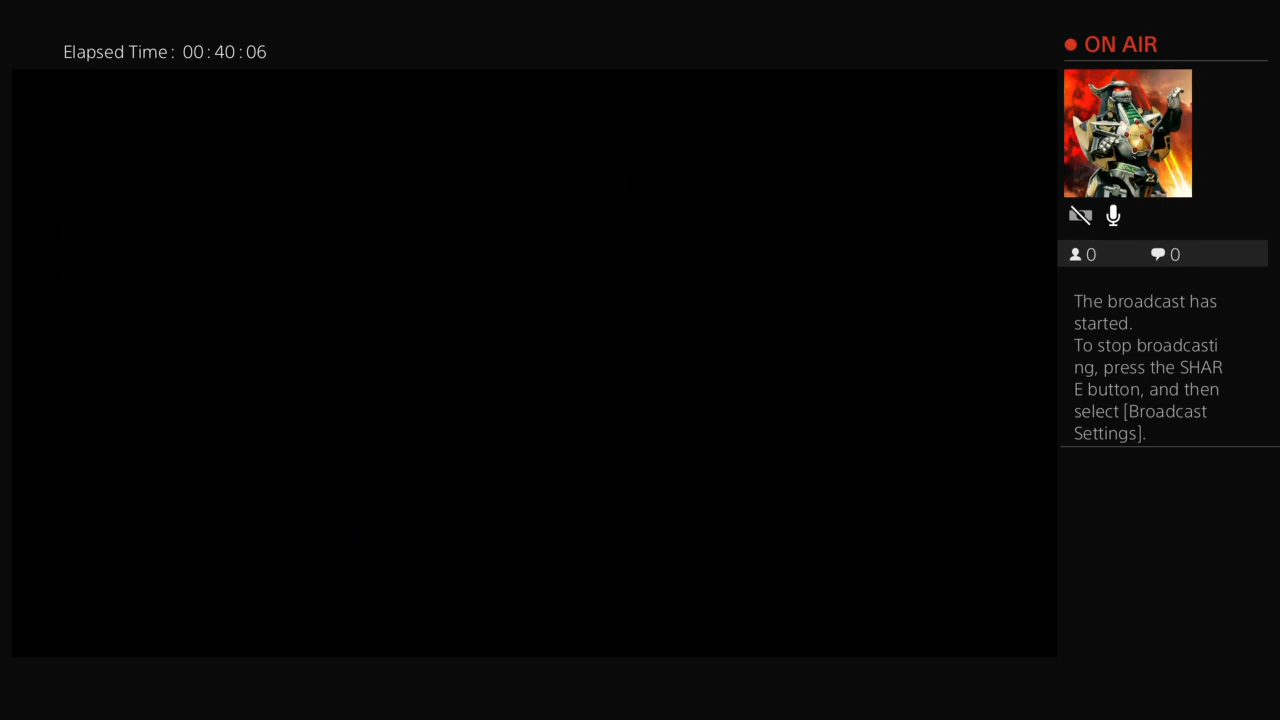 Elapsed Time: 00:40:06
ON AIR
0
0
The broadcast has
started.
To stop broadcasti
ng, press the SHAR
E button, and then
select [Broadcast
Settings].